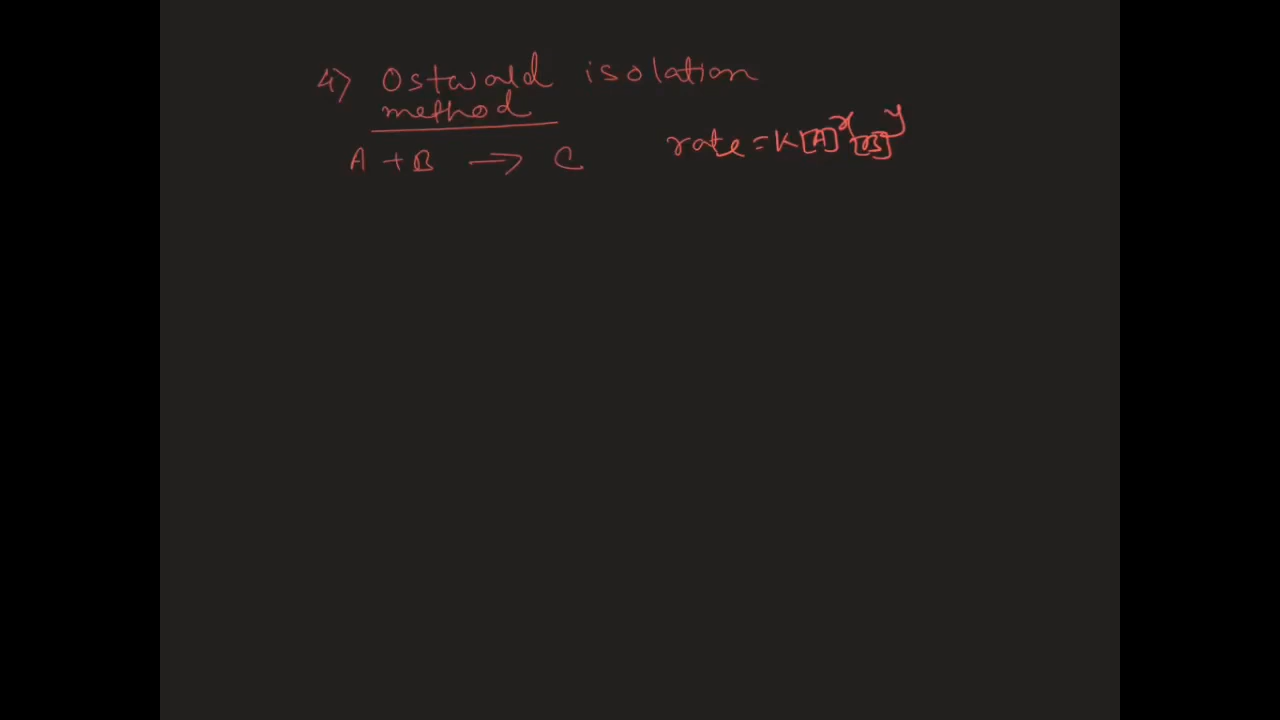 4) Ostwald isolation
method
A + B → C rate = K[A]^x[B]^y